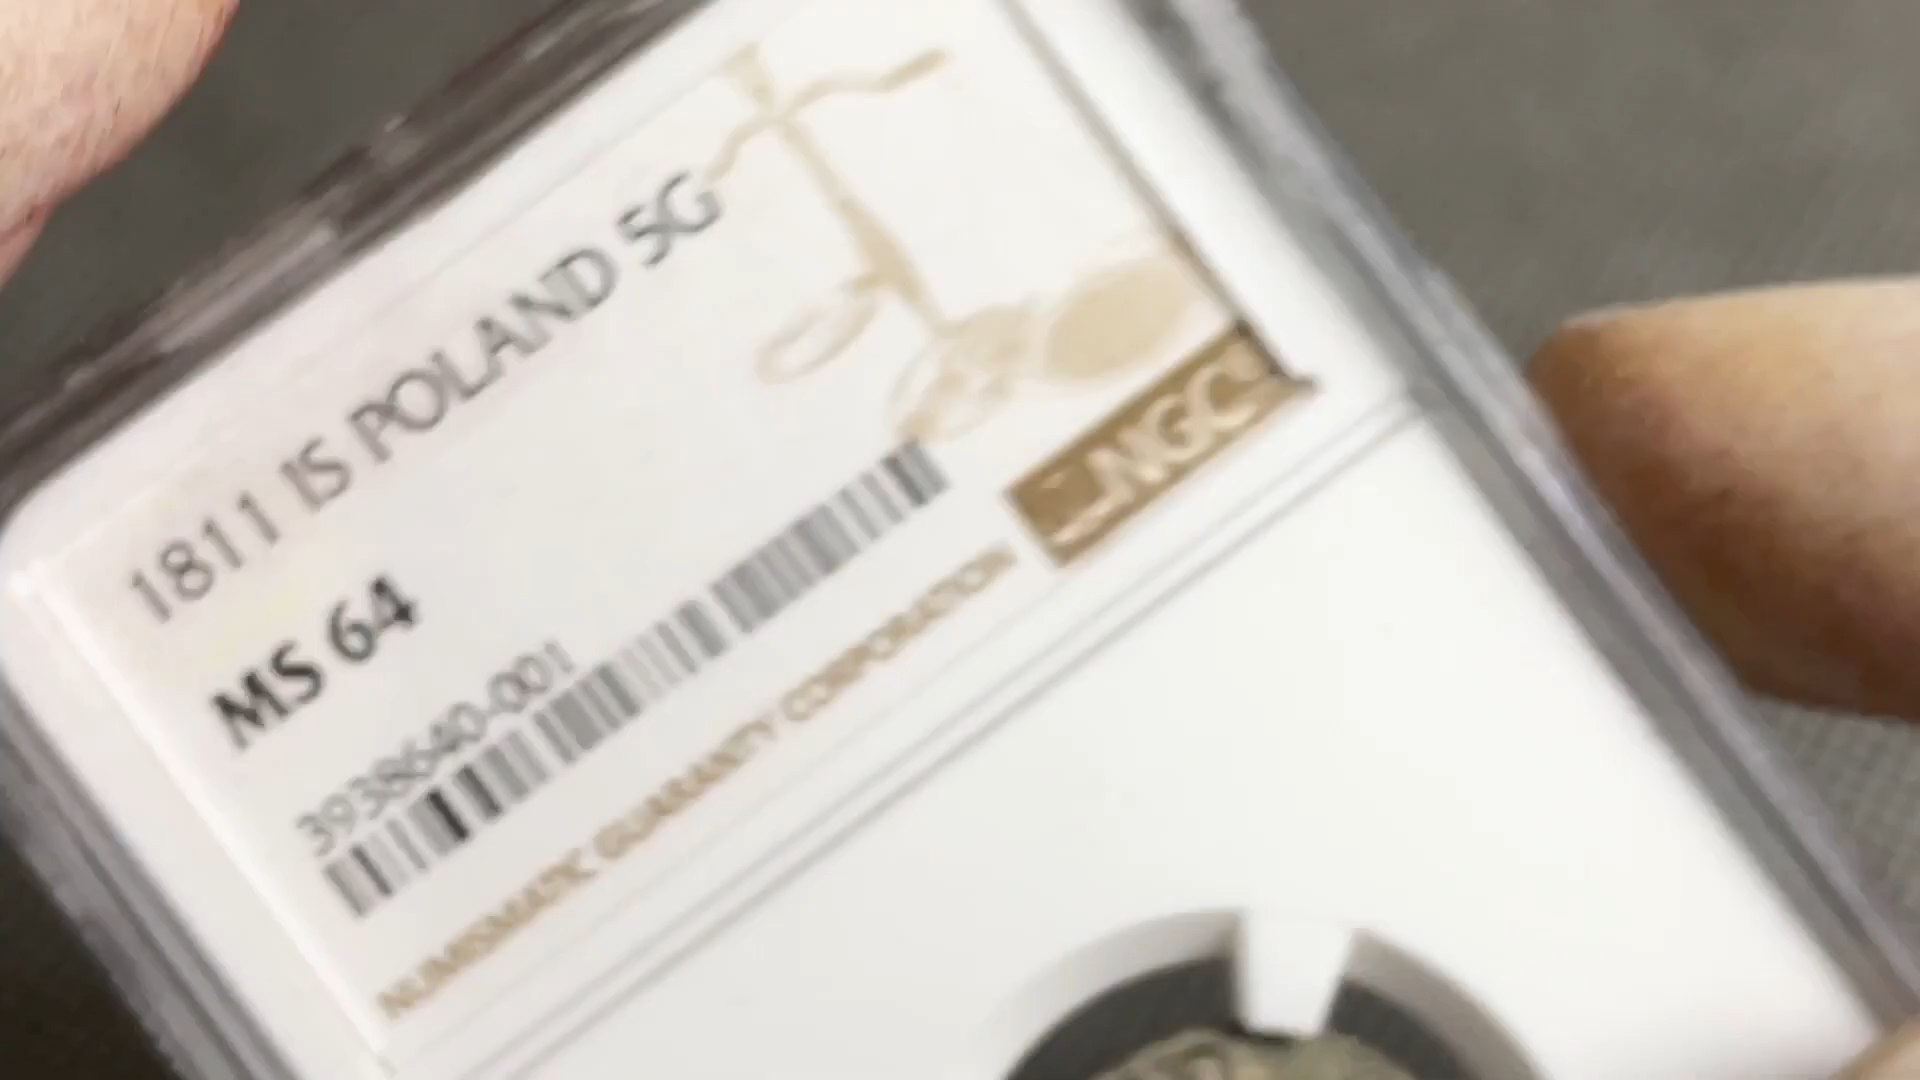 1811 IS POLAND 5G
MS 64
3938640-001
NGC
NUMISMATIC GUARANTY CORPORATION